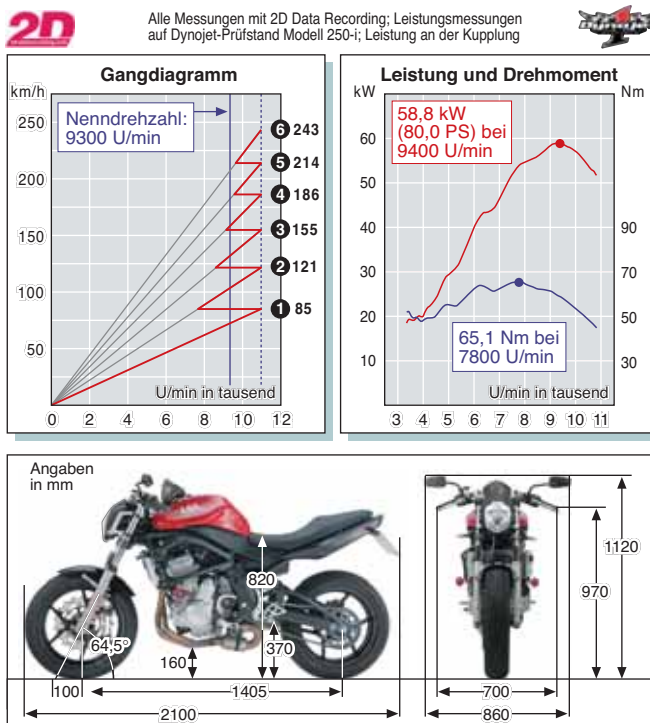 2D
Alle Messungen mit 2D Data Recording; Leistungsmessungen
auf Dynojet-Prüfstand Modell 250-i; Leistung an der Kupplung
Gangdiagramm
km/h
Nenndrehzahl:
9300 U/min
250
200
150
100
50
6 243
5 214
4 186
3 155
2 121
1 85
U/min in tausend
0 2 4 6 8 10 12
Leistung und Drehmoment
kW
Nm
58,8 kW
(80,0 PS) bei
9400 U/min
60
50
40
30
20
10
90
70
50
30
65,1 Nm bei
7800 U/min
U/min in tausend
3 4 5 6 7 8 9 10 11
Angaben
in mm
820
64,5°
160
370
100
1405
2100
1120
970
700
860